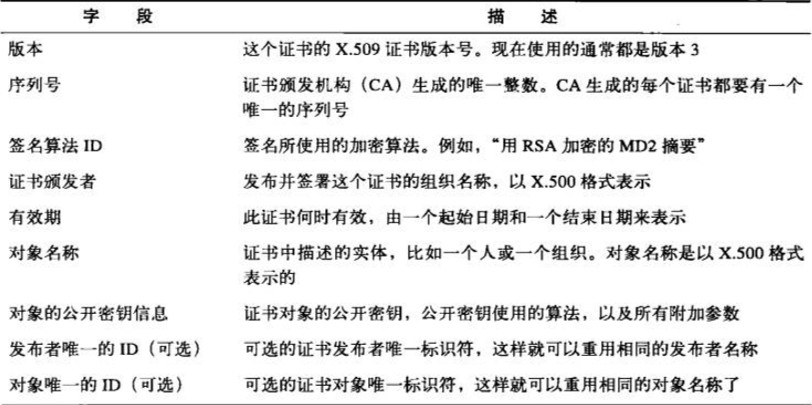 字 段 描 述
版本 这个证书的 X.509 证书版本号。现在使用的通常都是版本 3
序列号 证书颁发机构（CA）生成的唯一整数。CA 生成的每个证书都要有一个
唯一的序列号
签名算法 ID 签名所使用的加密算法。例如，“用 RSA 加密的 MD2 摘要”
证书颁发者 发布并签署这个证书的组织名称，以 X.500 格式表示
有效期 此证书何时有效，由一个起始日期和一个结束日期来表示
对象名称 证书中描述的实体，比如一个人或一个组织。对象名称是以 X.500 格式
表示的
对象的公开密钥信息 证书对象的公开密钥，公开密钥使用的算法，以及所有附加参数
发布者唯一的 ID（可选） 可选的证书发布者唯一标识符，这样就可以重用相同的发布者名称
对象唯一的 ID（可选） 可选的证书对象唯一标识符，这样就可以重用相同的对象名称了